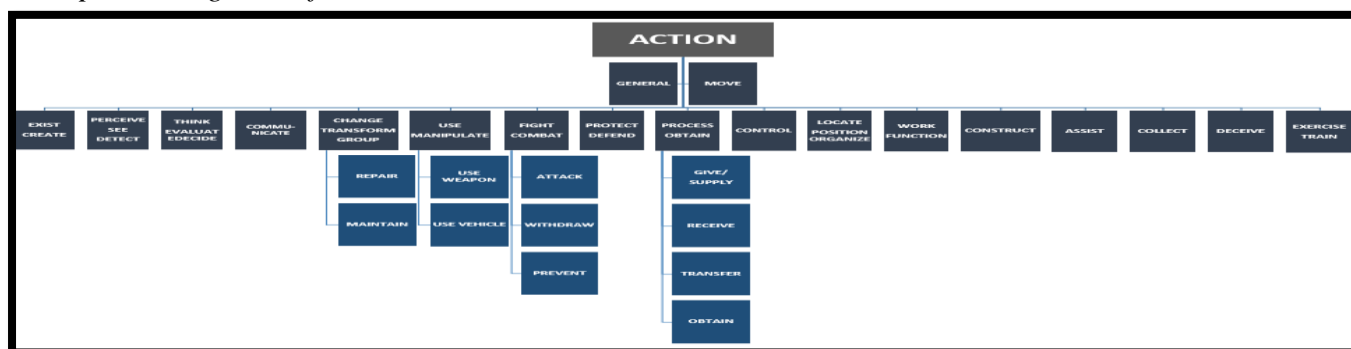 ACTION
GENERAL
MOVE
EXIST
CREATE
PERCEIVE
SEE
DETECT
THINK
EVALUAT
EDECIDE
COMMU-
NICATE
CHANGE
TRANSFORM
GROUP
USE
MANIPULATE
FIGHT
COMBAT
PROTECT
DEFEND
PROCESS
OBTAIN
CONTROL
LOCATE
POSITION
ORGANIZE
WORK
FUNCTION
CONSTRUCT
ASSIST
COLLECT
DECEIVE
EXERCISE
TRAIN
REPAIR
MAINTAIN
USE
WEAPON
USE VEHICLE
ATTACK
WITHDRAW
PREVENT
GIVE/
SUPPLY
RECEIVE
TRANSFER
OBTAIN